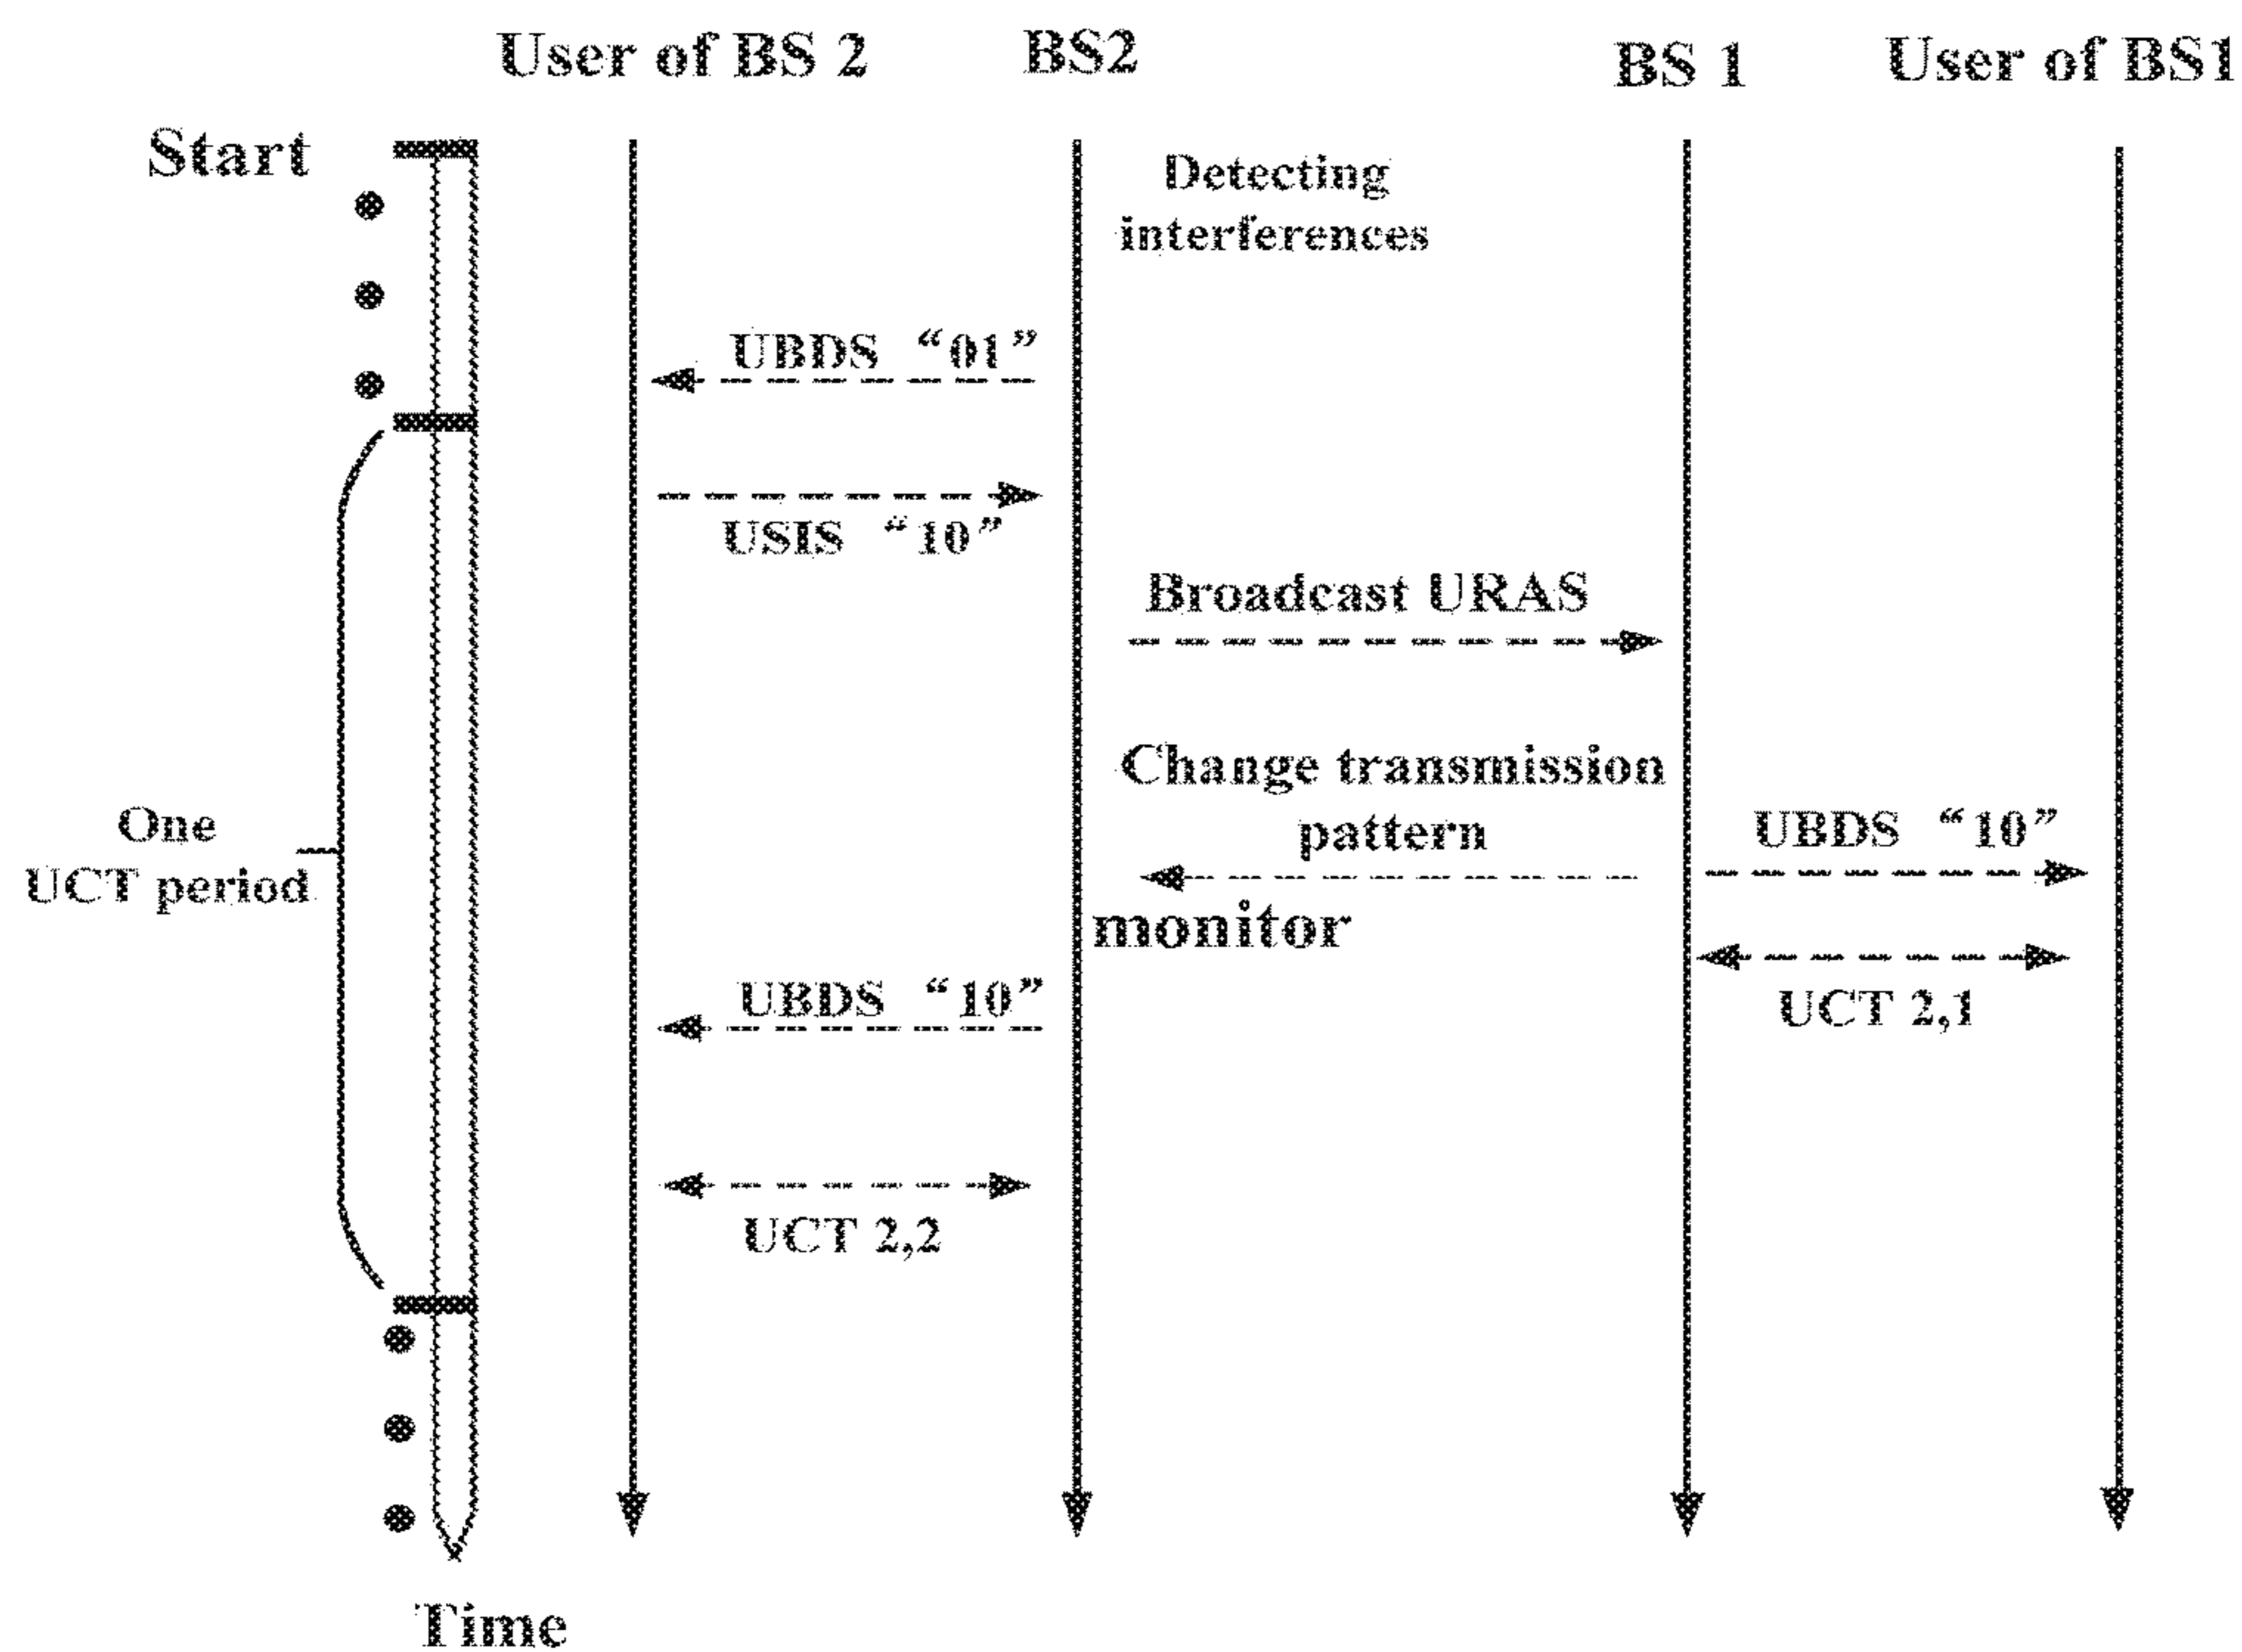 User of BS 2
BS2
BS 1
User of BS1
Start
Detecting
interferences
UBDS “01”
USIS “10”
Broadcast URAS
Change transmission
pattern
One
UCT period
UBDS “10”
monitor
UBDS “10”
UCT 2,1
UCT 2,2
Time